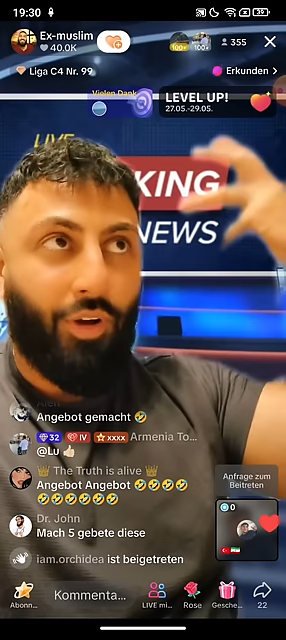 19:30
39
Ex-muslim
40.0K
100+
100+
355
Liga C4 Nr. 99
Erkunden
Vielen Dank
LEVEL UP!
27.05.-29.05.
LIVE
KING
NEWS
Angebot gemacht 🤣
32 IV xxxx Armenia To...
@Lu 👍🏻
👑 The Truth is alive 👑
Angebot Angebot 🤣🤣🤣🤣
🤣🤣🤣🤣🤣🤣
Dr. John
Mach 5 gebete diese
iam.orchidea ist beigetreten
Anfrage zum
Beitreten
0
Abonn...
Kommenta...
LIVE mi...
Rose
Gesche...
22